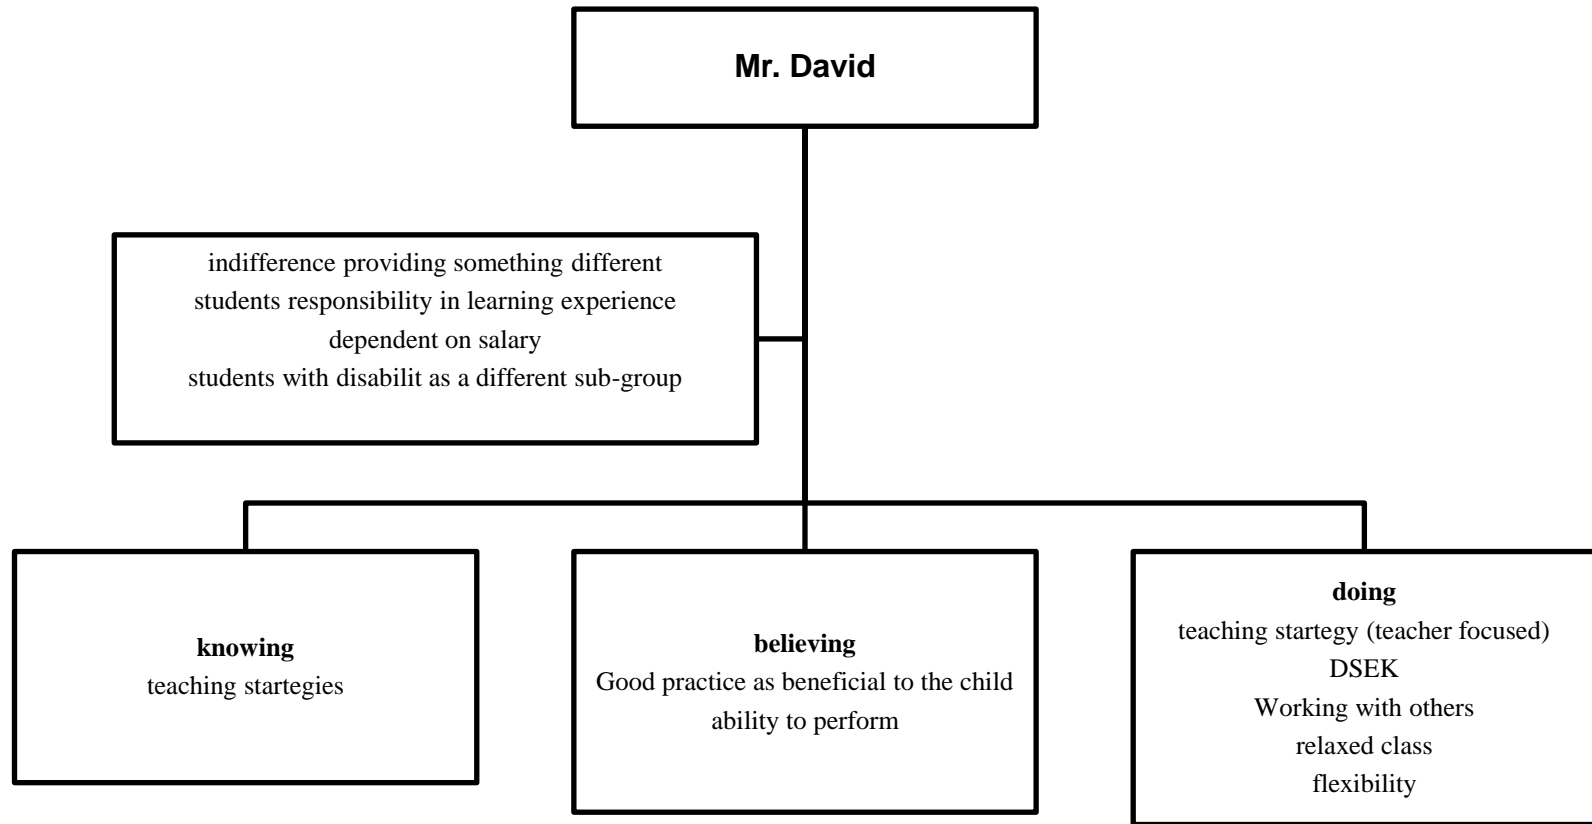 Mr. David
indifference providing something different
students responsibility in learning experience
dependent on salary
students with disabilit as a different sub-group
knowing
teaching startegies
believing
Good practice as beneficial to the child
ability to perform
doing
teaching startegy (teacher focused)
DSEK
Working with others
relaxed class
flexibility